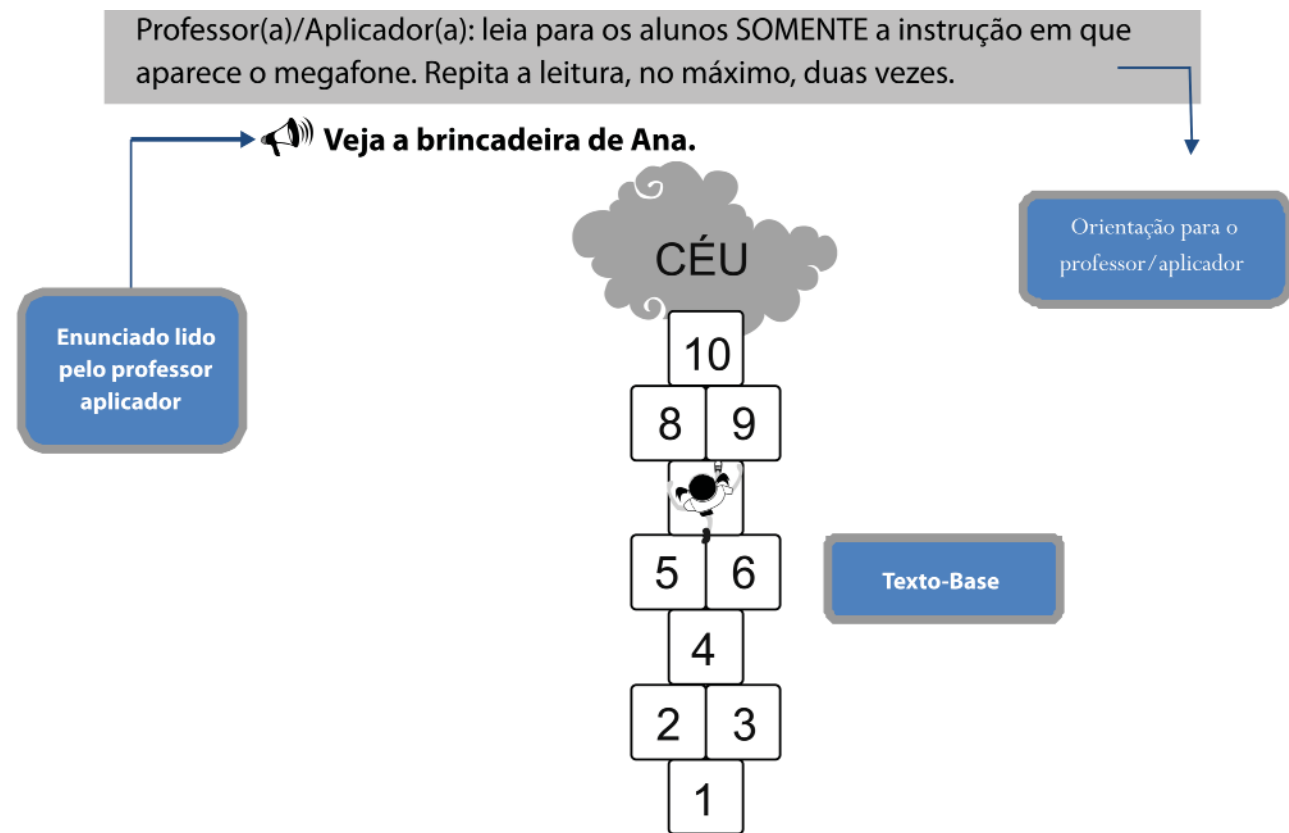 Professor(a)/Aplicador(a): leia para os alunos SOMENTE a instrução em que
aparece o megafone. Repita a leitura, no máximo, duas vezes.
Veja a brincadeira de Ana.
Orientação para o
professor/aplicador
CÉU
Enunciado lido
pelo professor
aplicador
10
8 9
5 6
Texto-Base
4
2 3
1